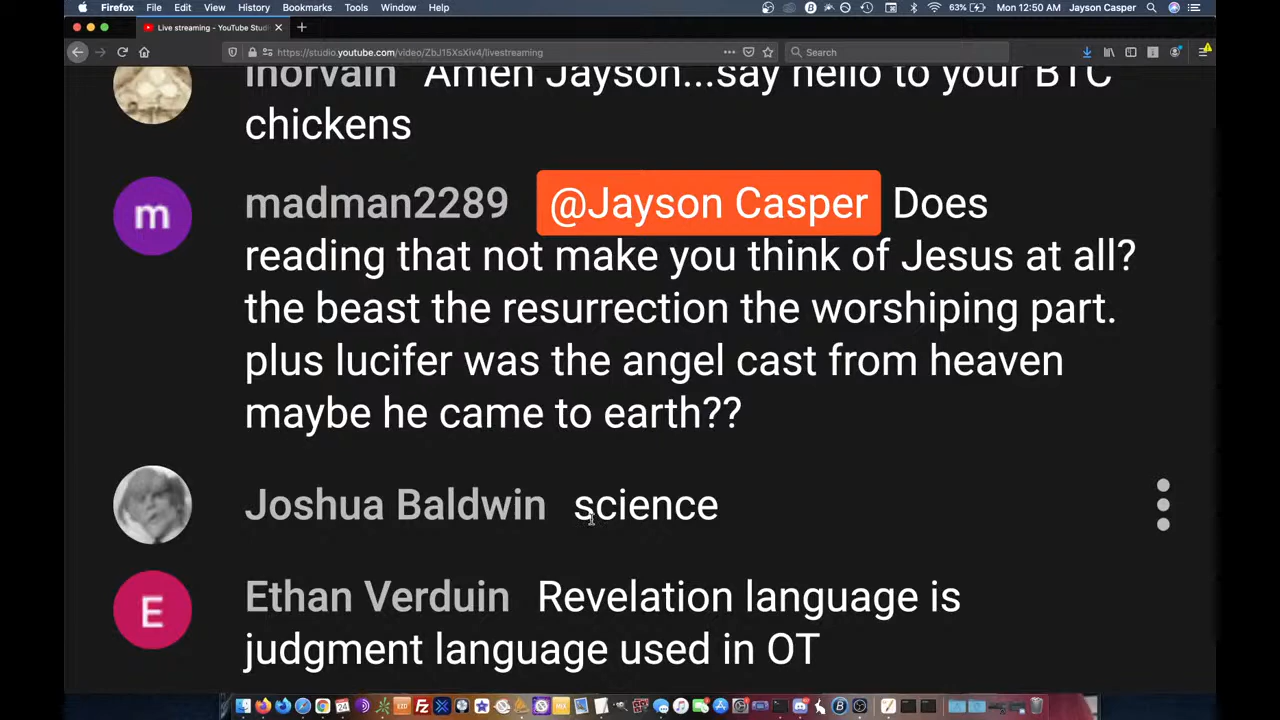 Firefox File Edit View History Bookmarks Tools Window Help 63% Mon 12:50 AM Jayson Casper
Live streaming - YouTube Stud
https://studio.youtube.com/video/ZbJ15XsXiv4/livestreaming Search
Amen Jayson...say hello to your BTC
chickens
madman2289 @Jayson Casper Does
reading that not make you think of Jesus at all?
the beast the resurrection the worshiping part.
plus lucifer was the angel cast from heaven
maybe he came to earth??
Joshua Baldwin science
Ethan Verduin Revelation language is
judgment language used in OT